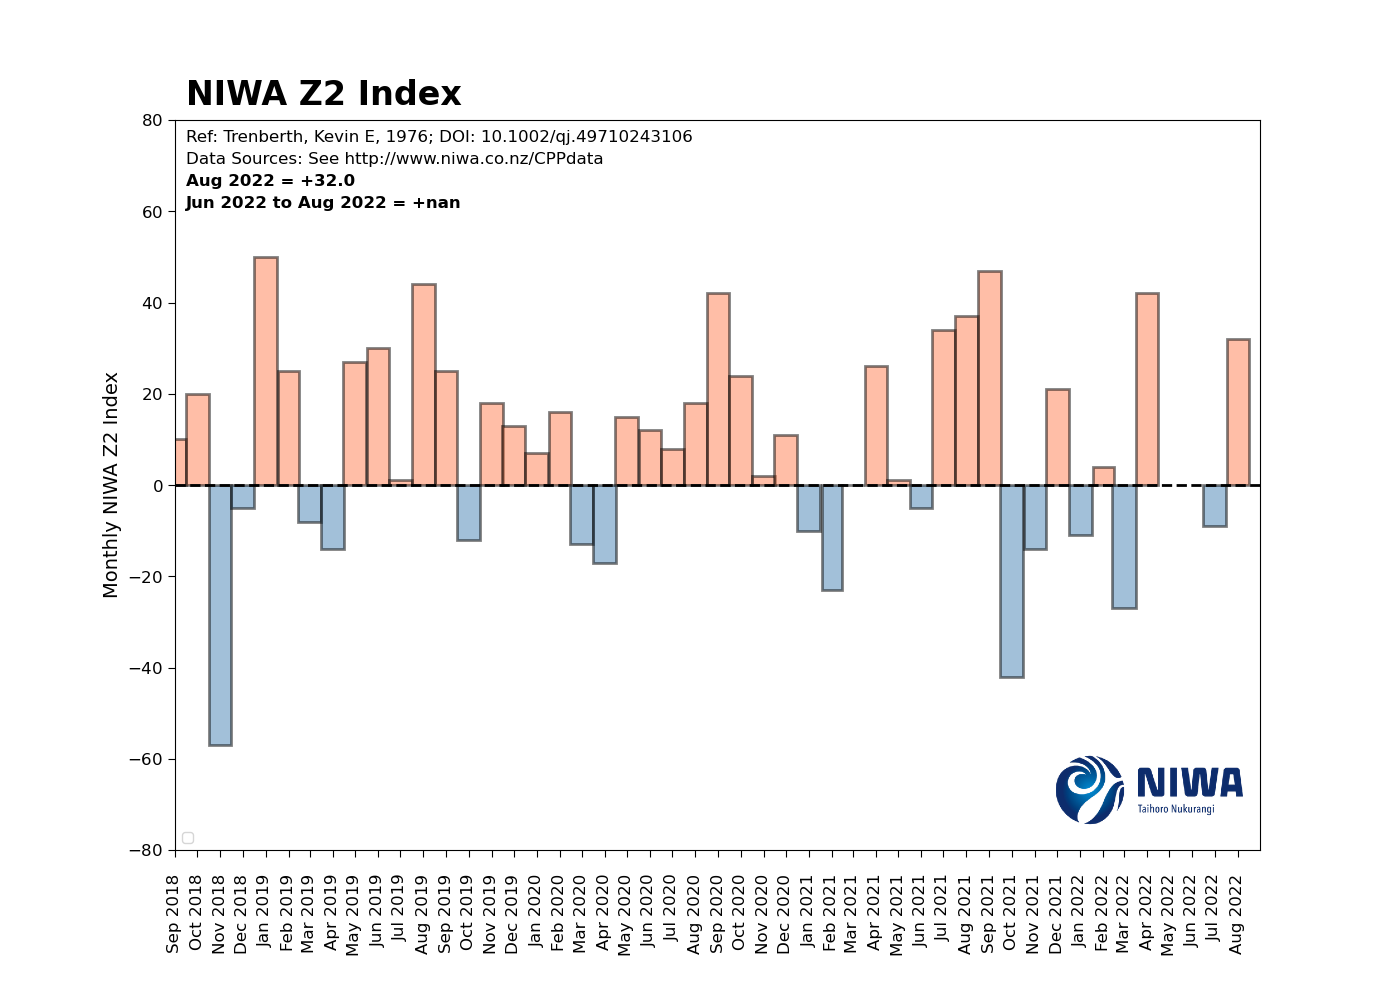 NIWA Z2 Index
Ref: Trenberth, Kevin E, 1976; DOI: 10.1002/qj.49710243106
Data Sources: See http://www.niwa.co.nz/CPPdata
Aug 2022 = +32.0
Jun 2022 to Aug 2022 = +nan
Monthly NIWA Z2 Index
80
60
40
20
0
−20
−40
−60
−80
NIWA
Taihoro Nukurangi
Sep 2018
Oct 2018
Nov 2018
Dec 2018
Jan 2019
Feb 2019
Mar 2019
Apr 2019
May 2019
Jun 2019
Jul 2019
Aug 2019
Sep 2019
Oct 2019
Nov 2019
Dec 2019
Jan 2020
Feb 2020
Mar 2020
Apr 2020
May 2020
Jun 2020
Jul 2020
Aug 2020
Sep 2020
Oct 2020
Nov 2020
Dec 2020
Jan 2021
Feb 2021
Mar 2021
Apr 2021
May 2021
Jun 2021
Jul 2021
Aug 2021
Sep 2021
Oct 2021
Nov 2021
Dec 2021
Jan 2022
Feb 2022
Mar 2022
Apr 2022
May 2022
Jun 2022
Jul 2022
Aug 2022